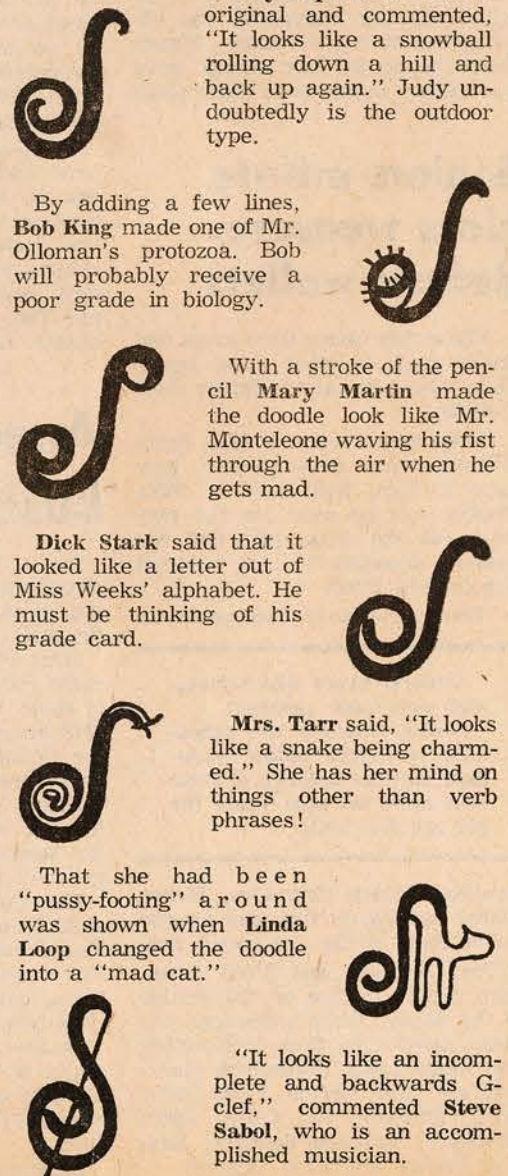 original and commented,
"It looks like a snowball
rolling down a hill and
back up again." Judy un-
doubtedly is the outdoor
type.
By adding a few lines,
Bob King made one of Mr.
Olloman's protozoa. Bob
will probably receive a
poor grade in biology.
With a stroke of the pen-
cil Mary Martin made
the doodle look like Mr.
Monteleone waving his fist
through the air when he
gets mad.
Dick Stark said that it
looked like a letter out of
Miss Weeks' alphabet. He
must be thinking of his
grade card.
Mrs. Tarr said, "It looks
like a snake being charm-
ed." She has her mind on
things other than verb
phrases!
That she had been
"pussy-footing" around
was shown when Linda
Loop changed the doodle
into a "mad cat."
"It looks like an incom-
plete and backwards G-
clef," commented Steve
Sabol, who is an accom-
plished musician.